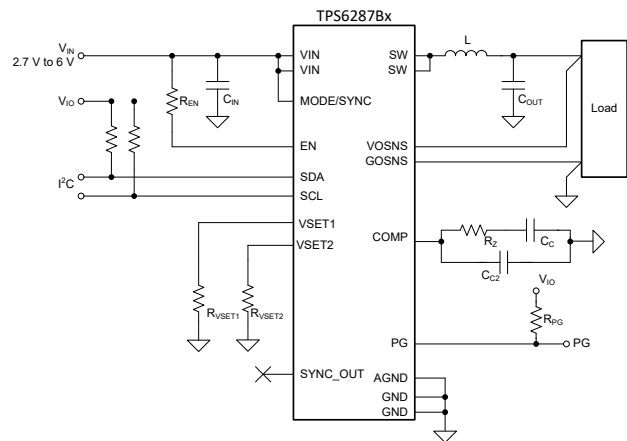 TPS6287Bx
VIN
2.7 V to 6 V
VIN
VIN
SW
SW
L
REN
CIN
COUT
Load
VIO
MODE/SYNC
EN
VOSNS
GOSNS
I2C
SDA
SCL
VSET1
VSET2
COMP
RZ
CC
CC2
RVSET1
RVSET2
VIO
RPG
PG
PG
SYNC_OUT
AGND
GND
GND